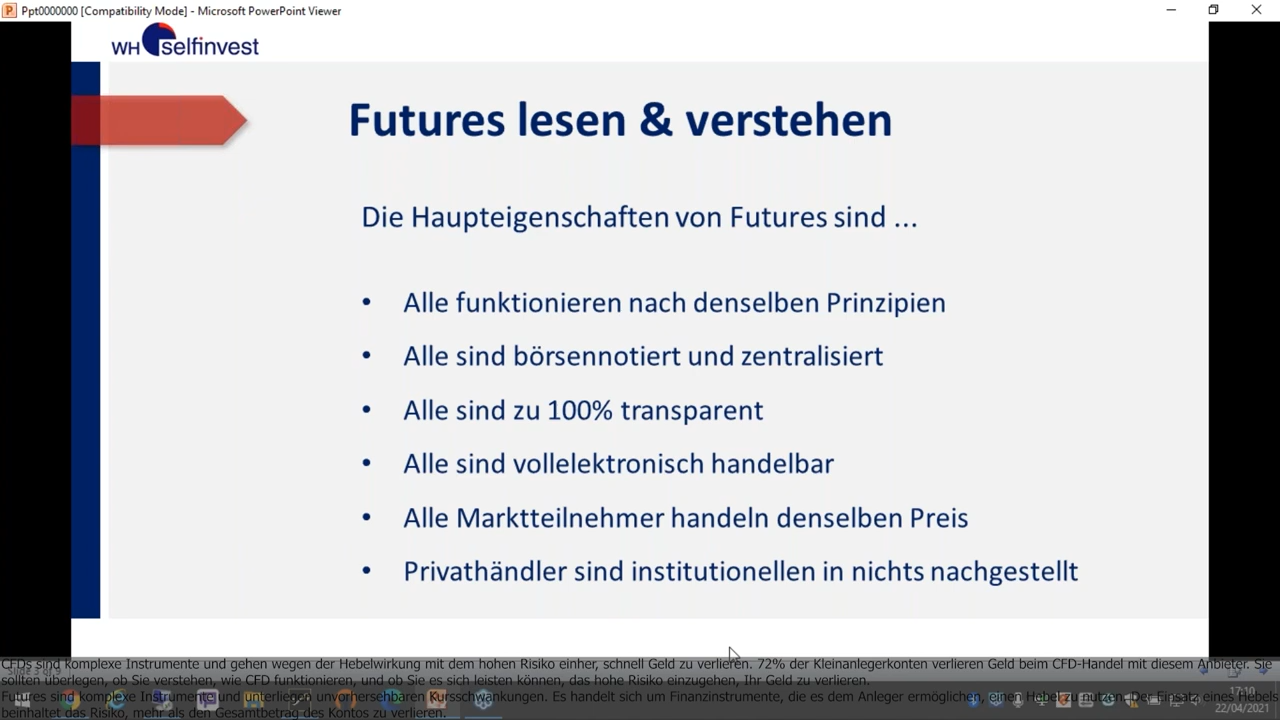 Ppt0000000 [Compatibility Mode] - Microsoft PowerPoint Viewer
WH selfinvest
Futures lesen & verstehen
Die Haupteigenschaften von Futures sind ...
• Alle funktionieren nach denselben Prinzipien
• Alle sind börsennotiert und zentralisiert
• Alle sind zu 100% transparent
• Alle sind vollelektronisch handelbar
• Alle Marktteilnehmer handeln denselben Preis
• Privathändler sind institutionellen in nichts nachgestellt
CFDs sind komplexe Instrumente und gehen wegen der Hebelwirkung mit dem hohen Risiko einher, schnell Geld zu verlieren. 72% der Kleinanlegerkonten verlieren Geld beim CFD-Handel mit diesem Anbieter. Sie
sollten überlegen, ob Sie verstehen, wie CFD funktionieren, und ob Sie es sich leisten können, das hohe Risiko einzugehen, Ihr Geld zu verlieren.
Futures sind komplexe Instrumente und unterliegen unvorhersehbaren Kursschwankungen. Es handelt sich um Finanzinstrumente, die es dem Anleger ermöglichen, einen Hebel zu nutzen. Der Einsatz eines Hebels
beinhaltet das Risiko, mehr als den Gesamtbetrag des Kontos zu verlieren.
17:10
22/04/2021